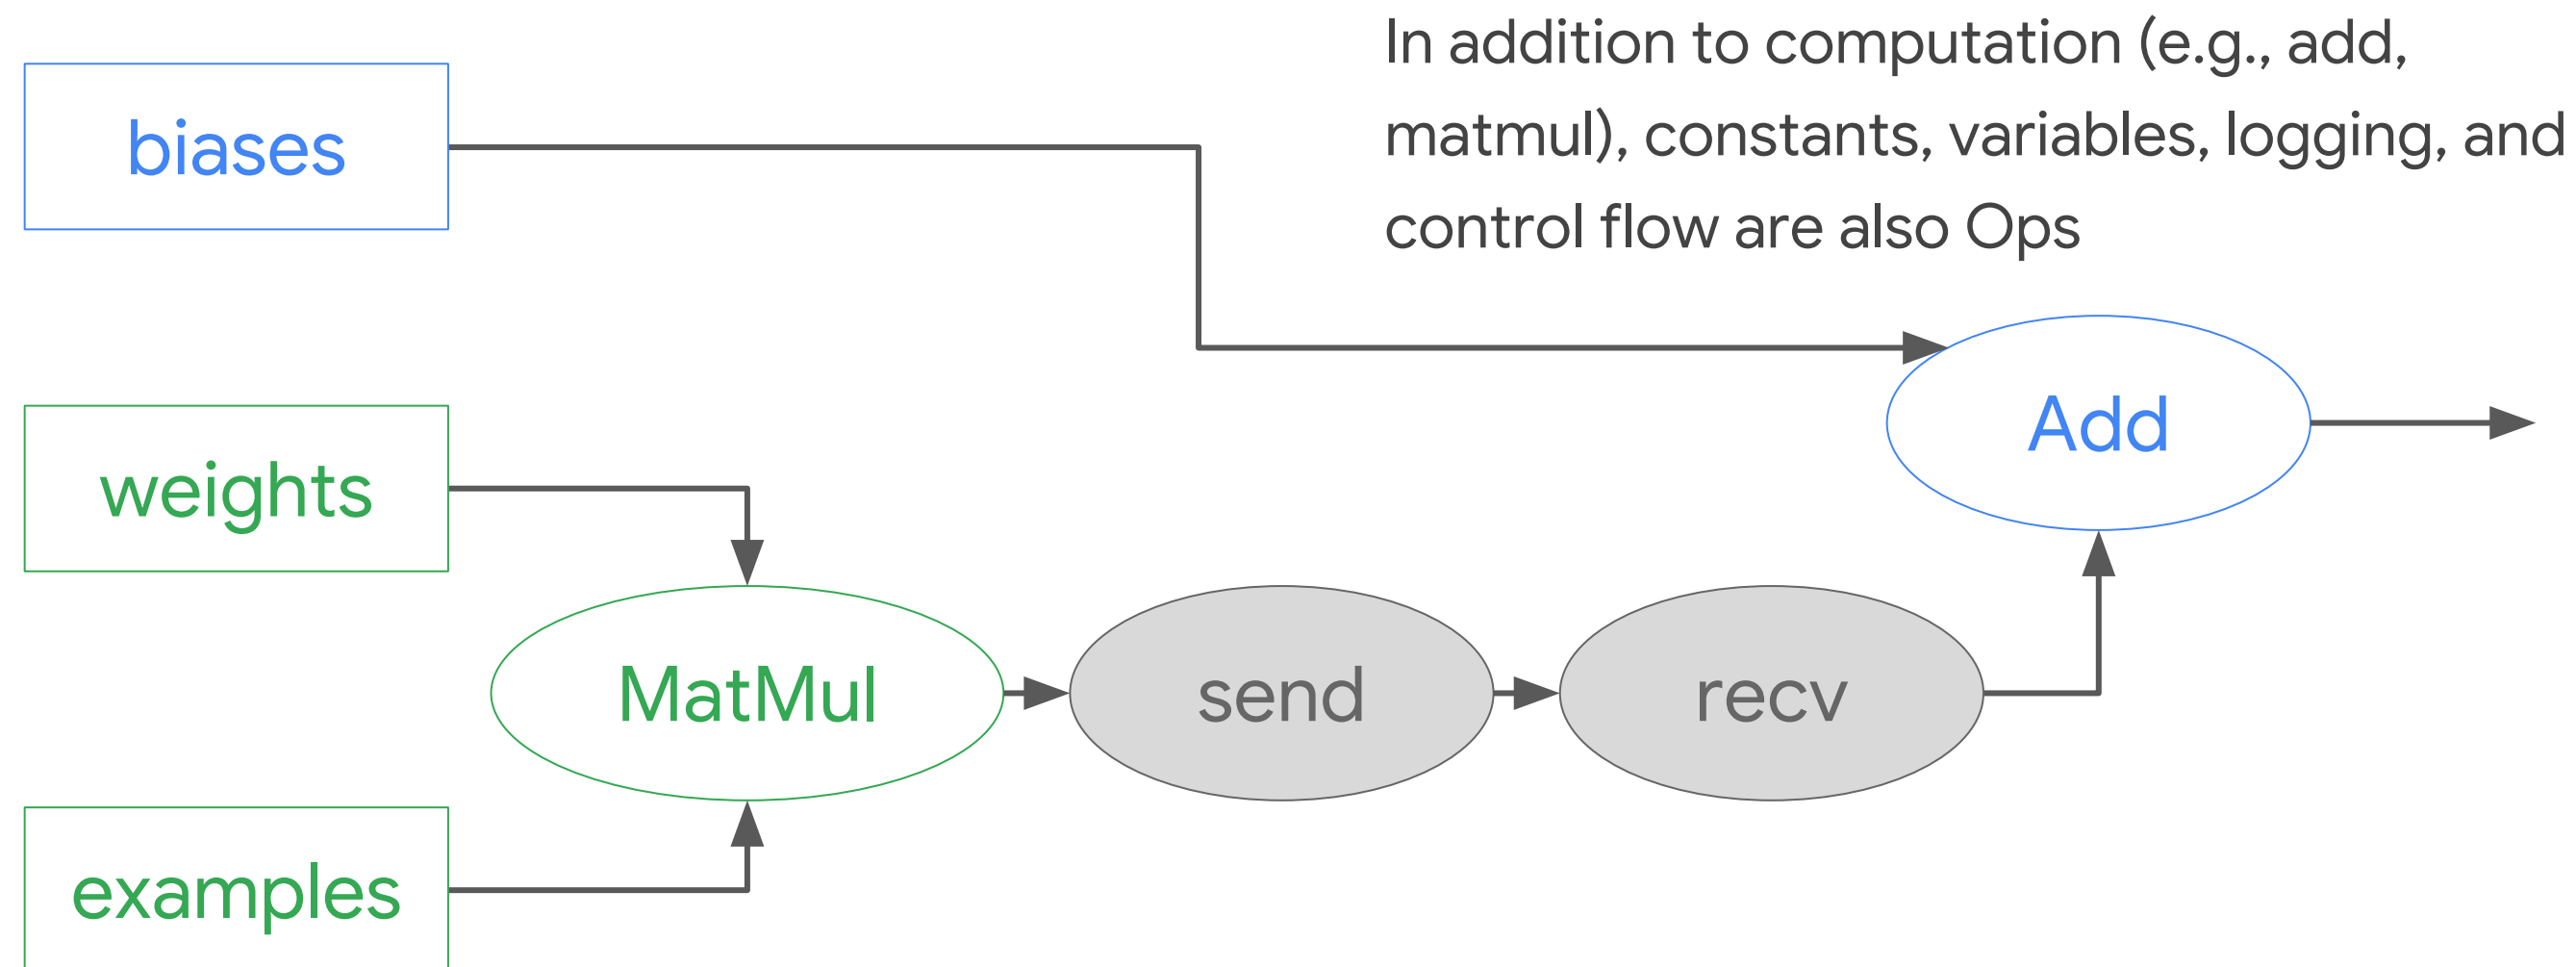 In addition to computation (e.g., add,
matmul), constants, variables, logging, and
control flow are also Ops
biases
weights
examples
MatMul
send
recv
Add